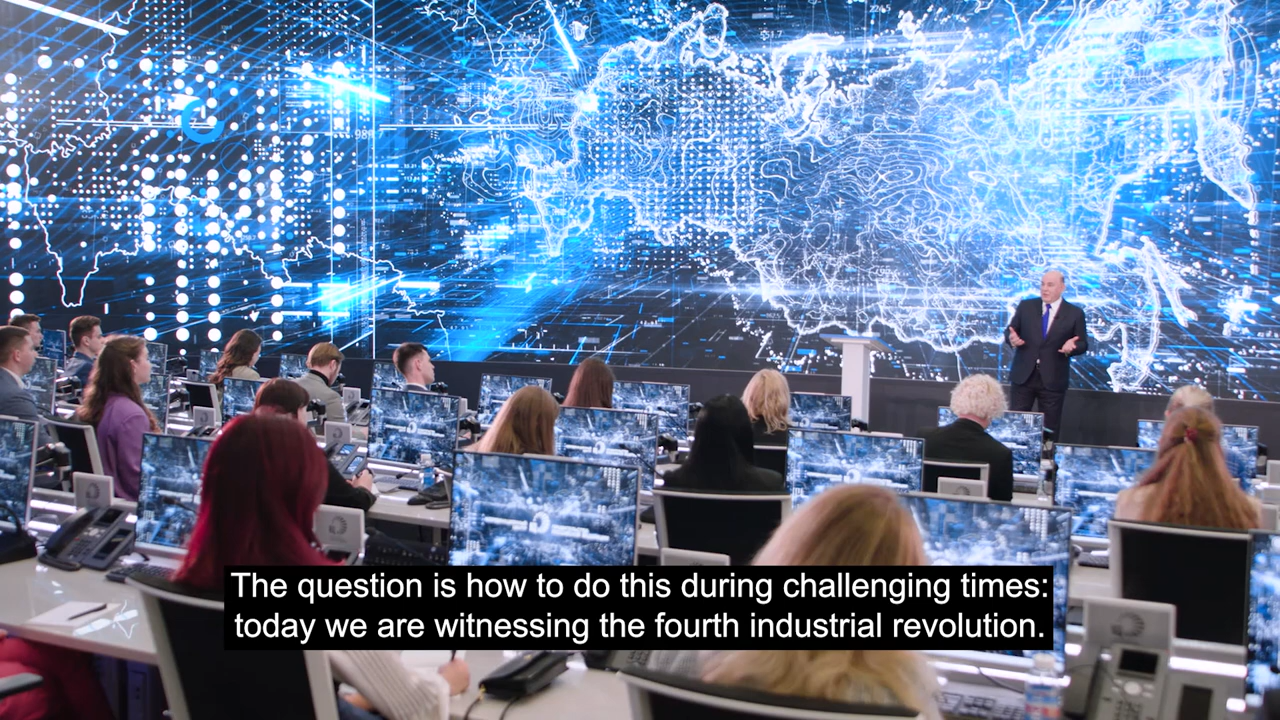 The question is how to do this during challenging times:
today we are witnessing the fourth industrial revolution.